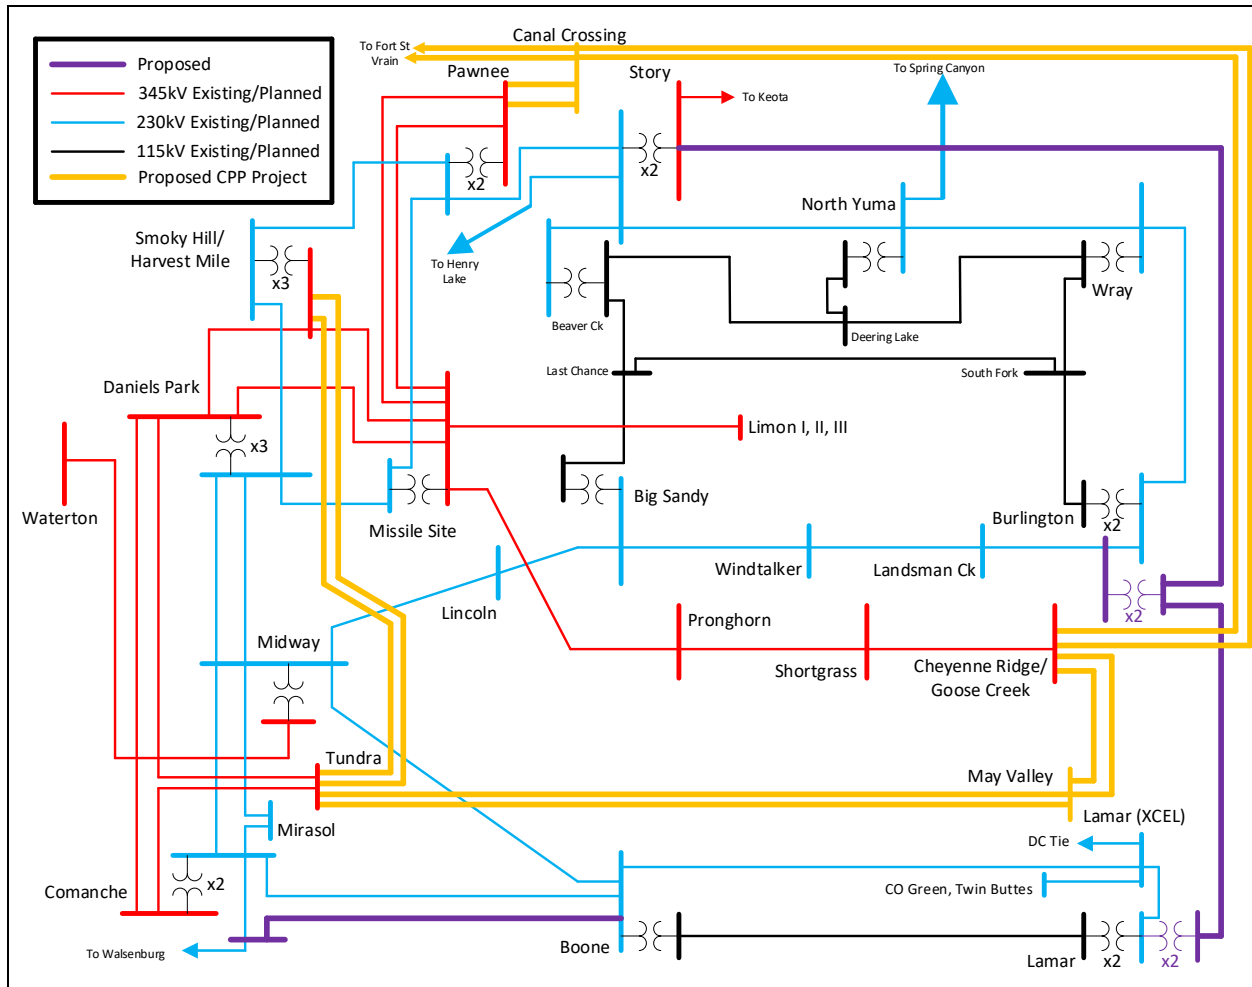 Proposed
345kV Existing/Planned
230kV Existing/Planned
115kV Existing/Planned
Proposed CPP Project
To Fort St
Vrain
Canal Crossing
Pawnee
Story
To Keota
To Spring Canyon
x2
x2
To Henry
Lake
North Yuma
Smoky Hill/
Harvest Mile
x3
Beaver Ck
Deering Lake
Wray
Last Chance
South Fork
Daniels Park
x3
Limon I, II, III
Waterton
Missile Site
Big Sandy
Burlington
x2
Windtalker
Landsman Ck
Lincoln
x2
Midway
Pronghorn
Shortgrass
Cheyenne Ridge/
Goose Creek
Tundra
May Valley
Mirasol
Lamar (XCEL)
DC Tie
Comanche
x2
CO Green, Twin Buttes
To Walsenburg
Boone
Lamar
x2
x2